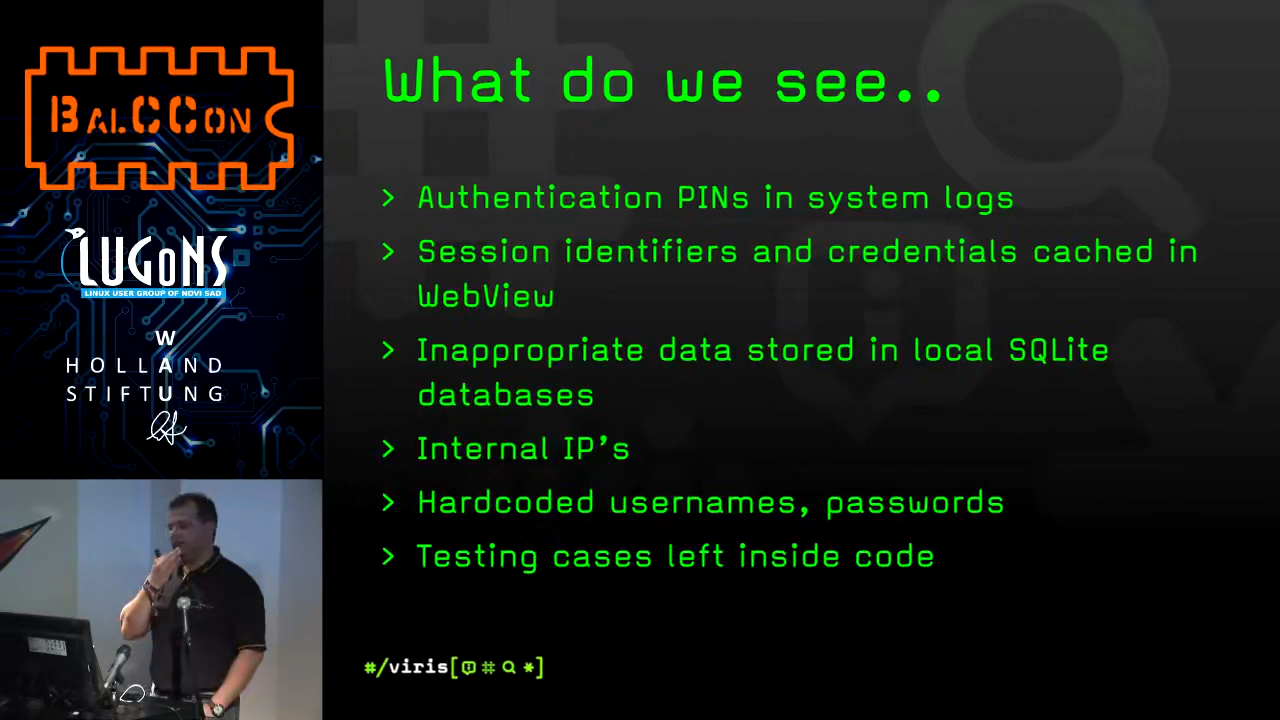 BALCCON
LUGoNS
LINUX USER GROUP OF NOVI SAD
W
HOLLAND
STIFTUNG
What do we see..
> Authentication PINs in system logs
> Session identifiers and credentials cached in
WebView
> Inappropriate data stored in local SQLite
databases
> Internal IP's
> Hardcoded usernames, passwords
> Testing cases left inside code
#/viris[ # *]